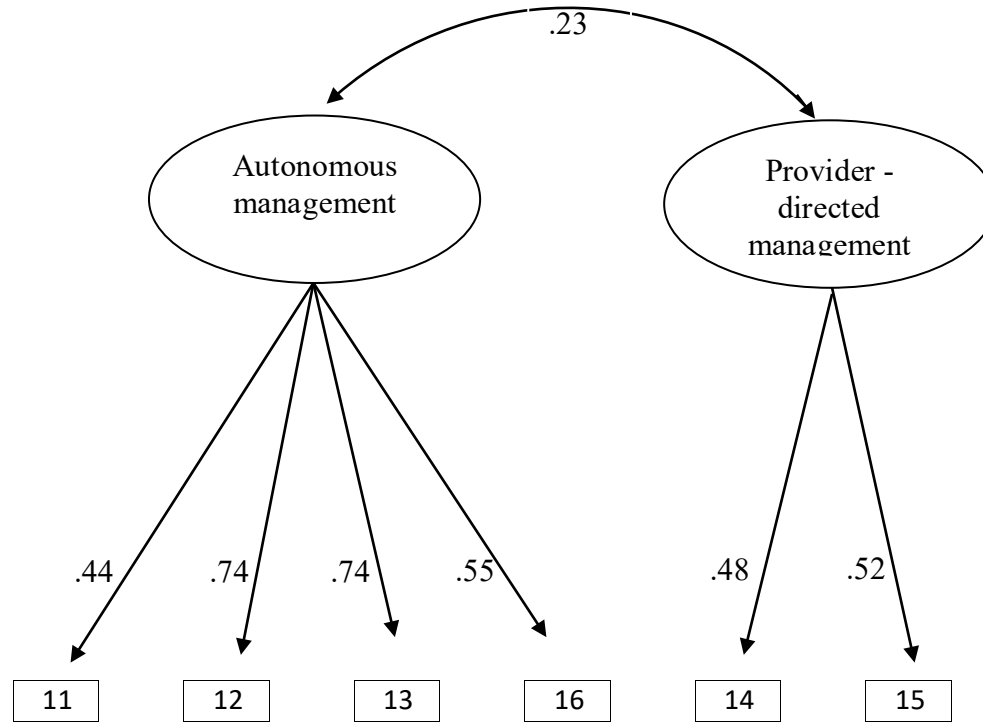 .23
Autonomous
management
Provider -
directed
management
.44
.74
.74
.55
.48
.52
11
12
13
16
14
15